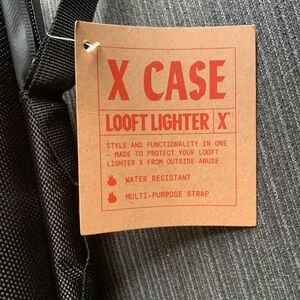 X CASE
LOOFT LIGHTER X
STYLE AND FUNCTIONALITY IN ONE
- MADE TO PROTECT YOUR LOOFT
LIGHTER X FROM OUTSIDE ABUSE.
WATER RESISTANT
MULTI-PURPOSE STRAP